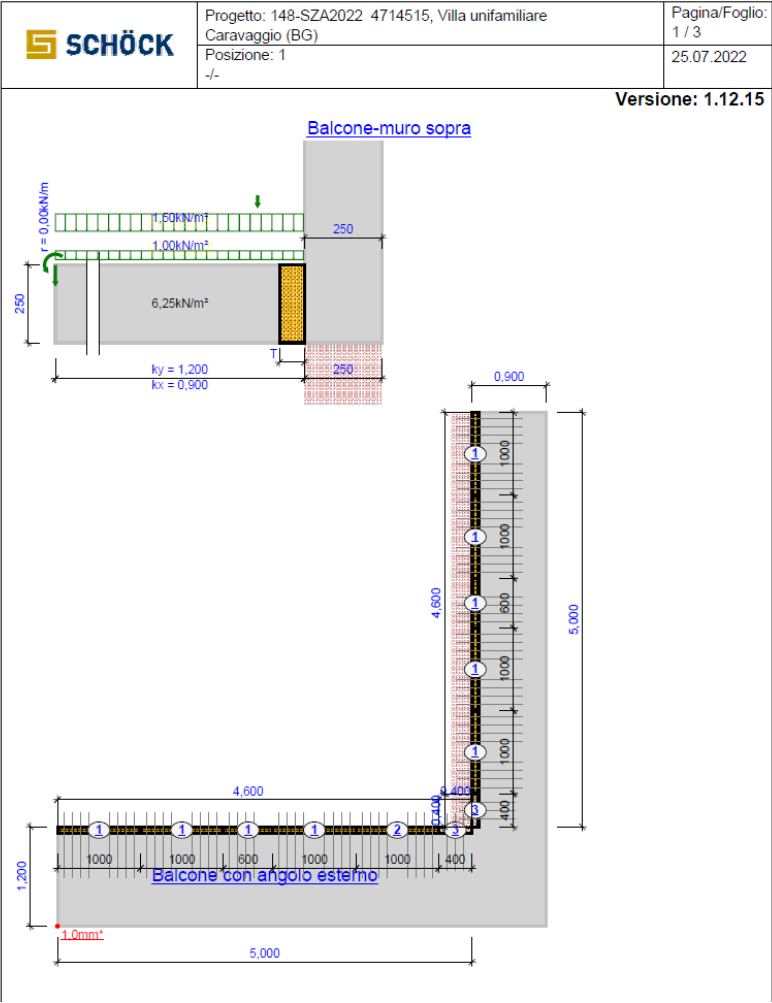 SCHÖCK
Progetto: 148-SZA2022 4714515, Villa unifamiliare
Caravaggio (BG)
Pagina/Foglio:
1 / 3
Posizione: 1
-/-
25.07.2022
Versione: 1.12.15
Balcone-muro sopra
r = 0,00kN/m
1,50kN/m²
250
1,00kN/m²
250
6,25kN/m²
T
ky = 1,200
250
kx = 0,900
0,900
1
1000
1
1000
4,600
1
600
5,000
1
1000
1
1000
4,600
0,400
0,400
3
400
1
1
1
1
2
3
1000
1000
600
1000
1000
400
1,200
Balcone con angolo esterno
1,0mm*
5,000